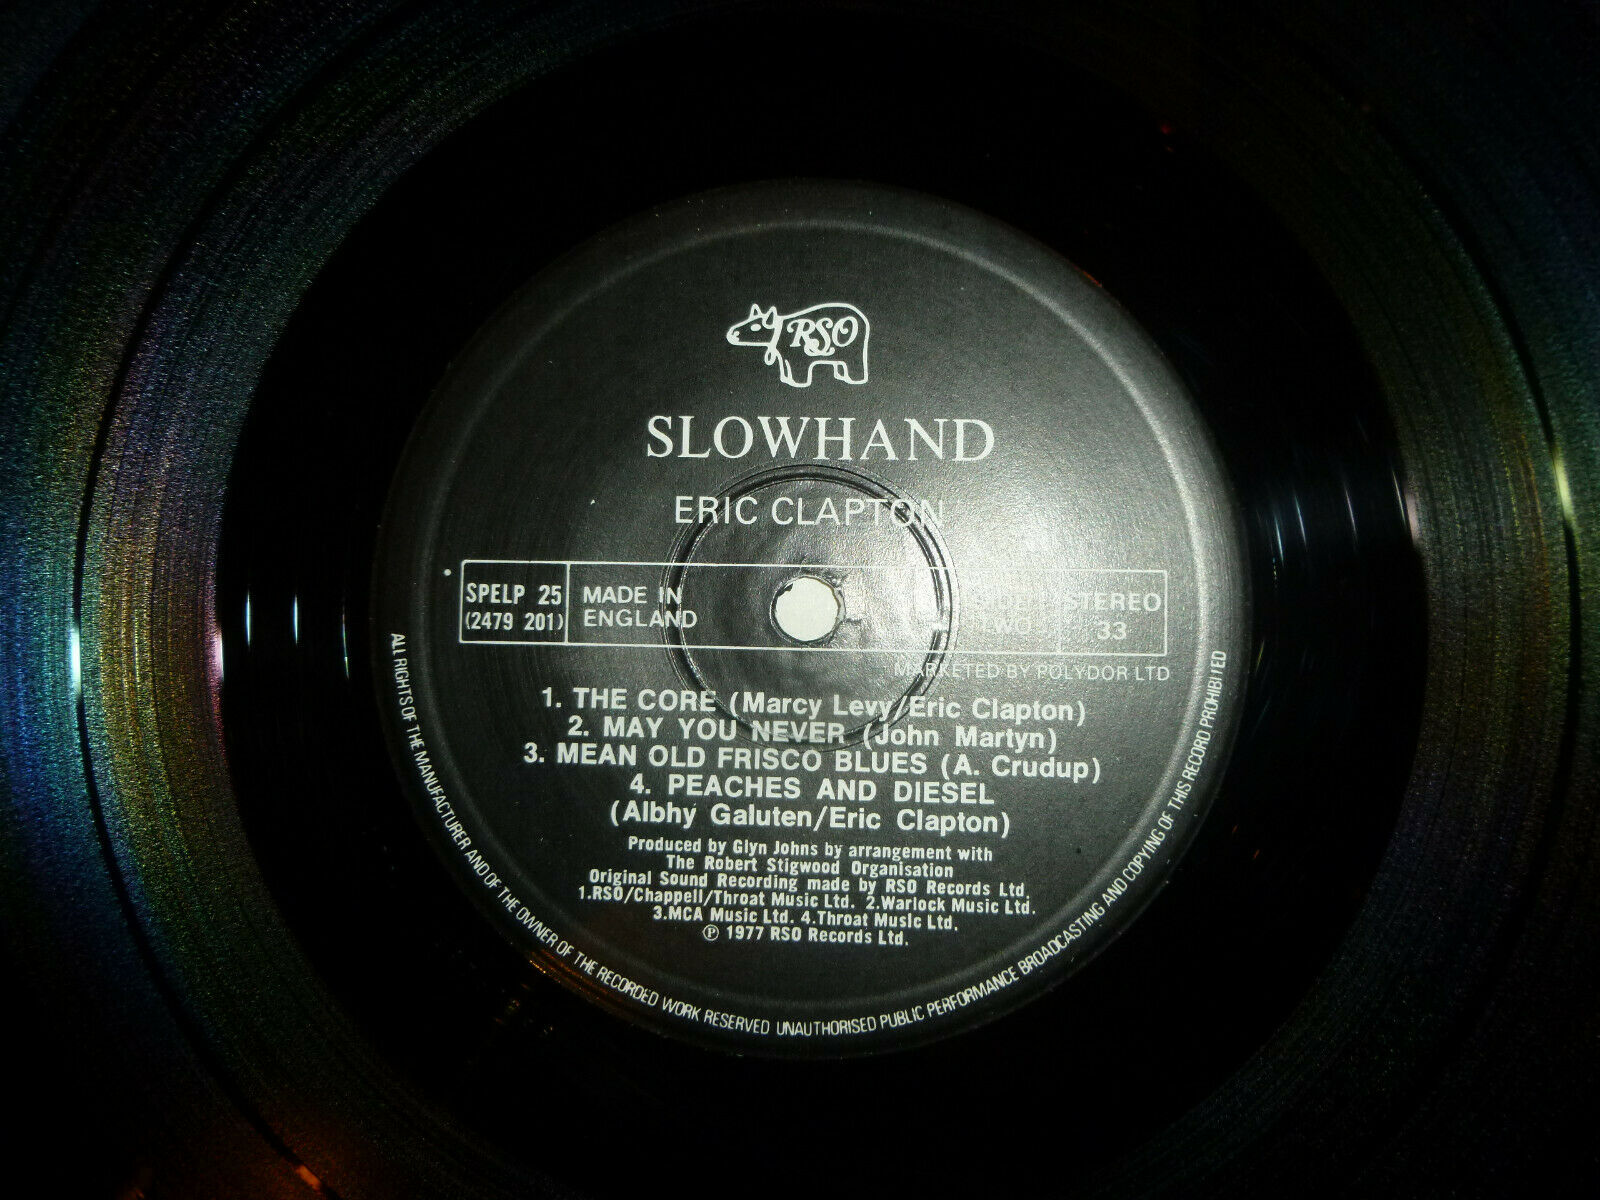 RSO
SLOWHAND
ERIC CLAPTON
SPELP 25
(2479 201)
MADE IN
ENGLAND
SIDE
TWO
STEREO
33
MARKETED BY POLYDOR LTD
1. THE CORE (Marcy Levy/Eric Clapton)
2. MAY YOU NEVER (John Martyn)
3. MEAN OLD FRISCO BLUES (A. Crudup)
4. PEACHES AND DIESEL
(Albhy Galuten/Eric Clapton)
Produced by Glyn Johns by arrangement with
The Robert Stigwood Organisation
Original Sound Recording made by RSO Records Ltd.
1.RSO/Chappell/Throat Music Ltd. 2.Warlock Music Ltd.
3.MCA Music Ltd. 4.Throat Music Ltd.
℗ 1977 RSO Records Ltd.
ALL RIGHTS OF THE MANUFACTURER AND OF THE OWNER OF THE RECORDED WORK RESERVED UNAUTHORISED PUBLIC PERFORMANCE BROADCASTING AND COPYING OF THIS RECORD PROHIBITED